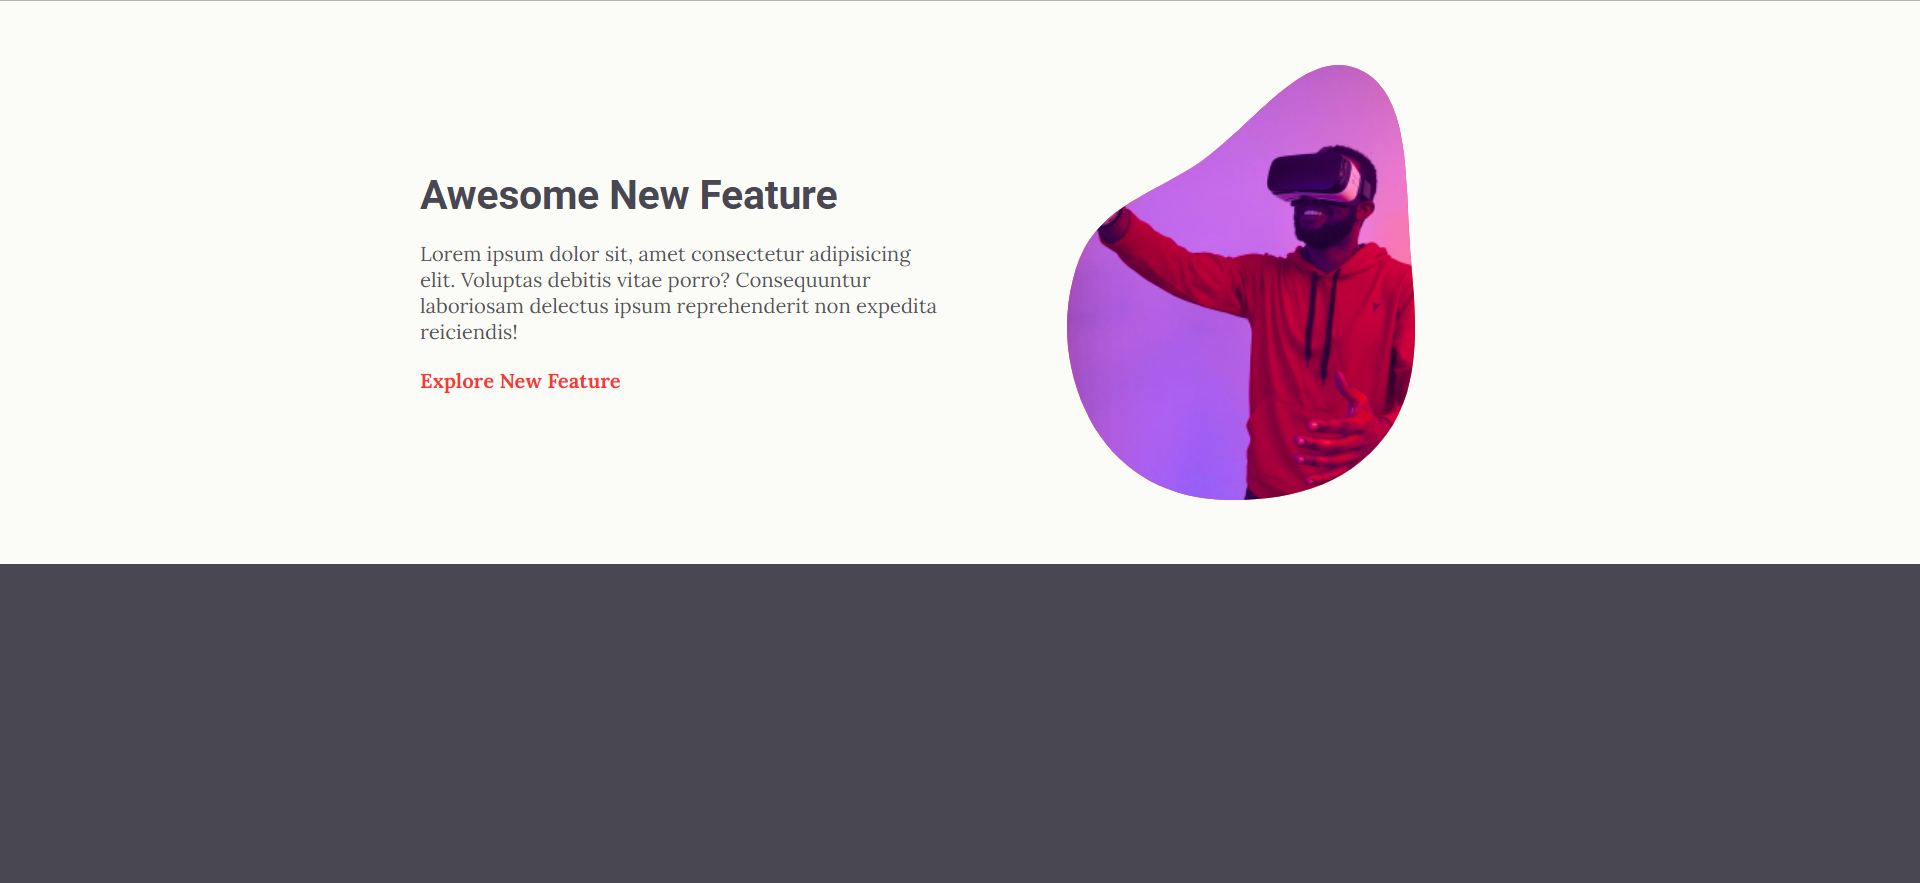 Awesome New Feature
Lorem ipsum dolor sit, amet consectetur adipisicing
elit. Voluptas debitis vitae porro? Consequuntur
laboriosam delectus ipsum reprehenderit non expedita
reiciendis!
Explore New Feature